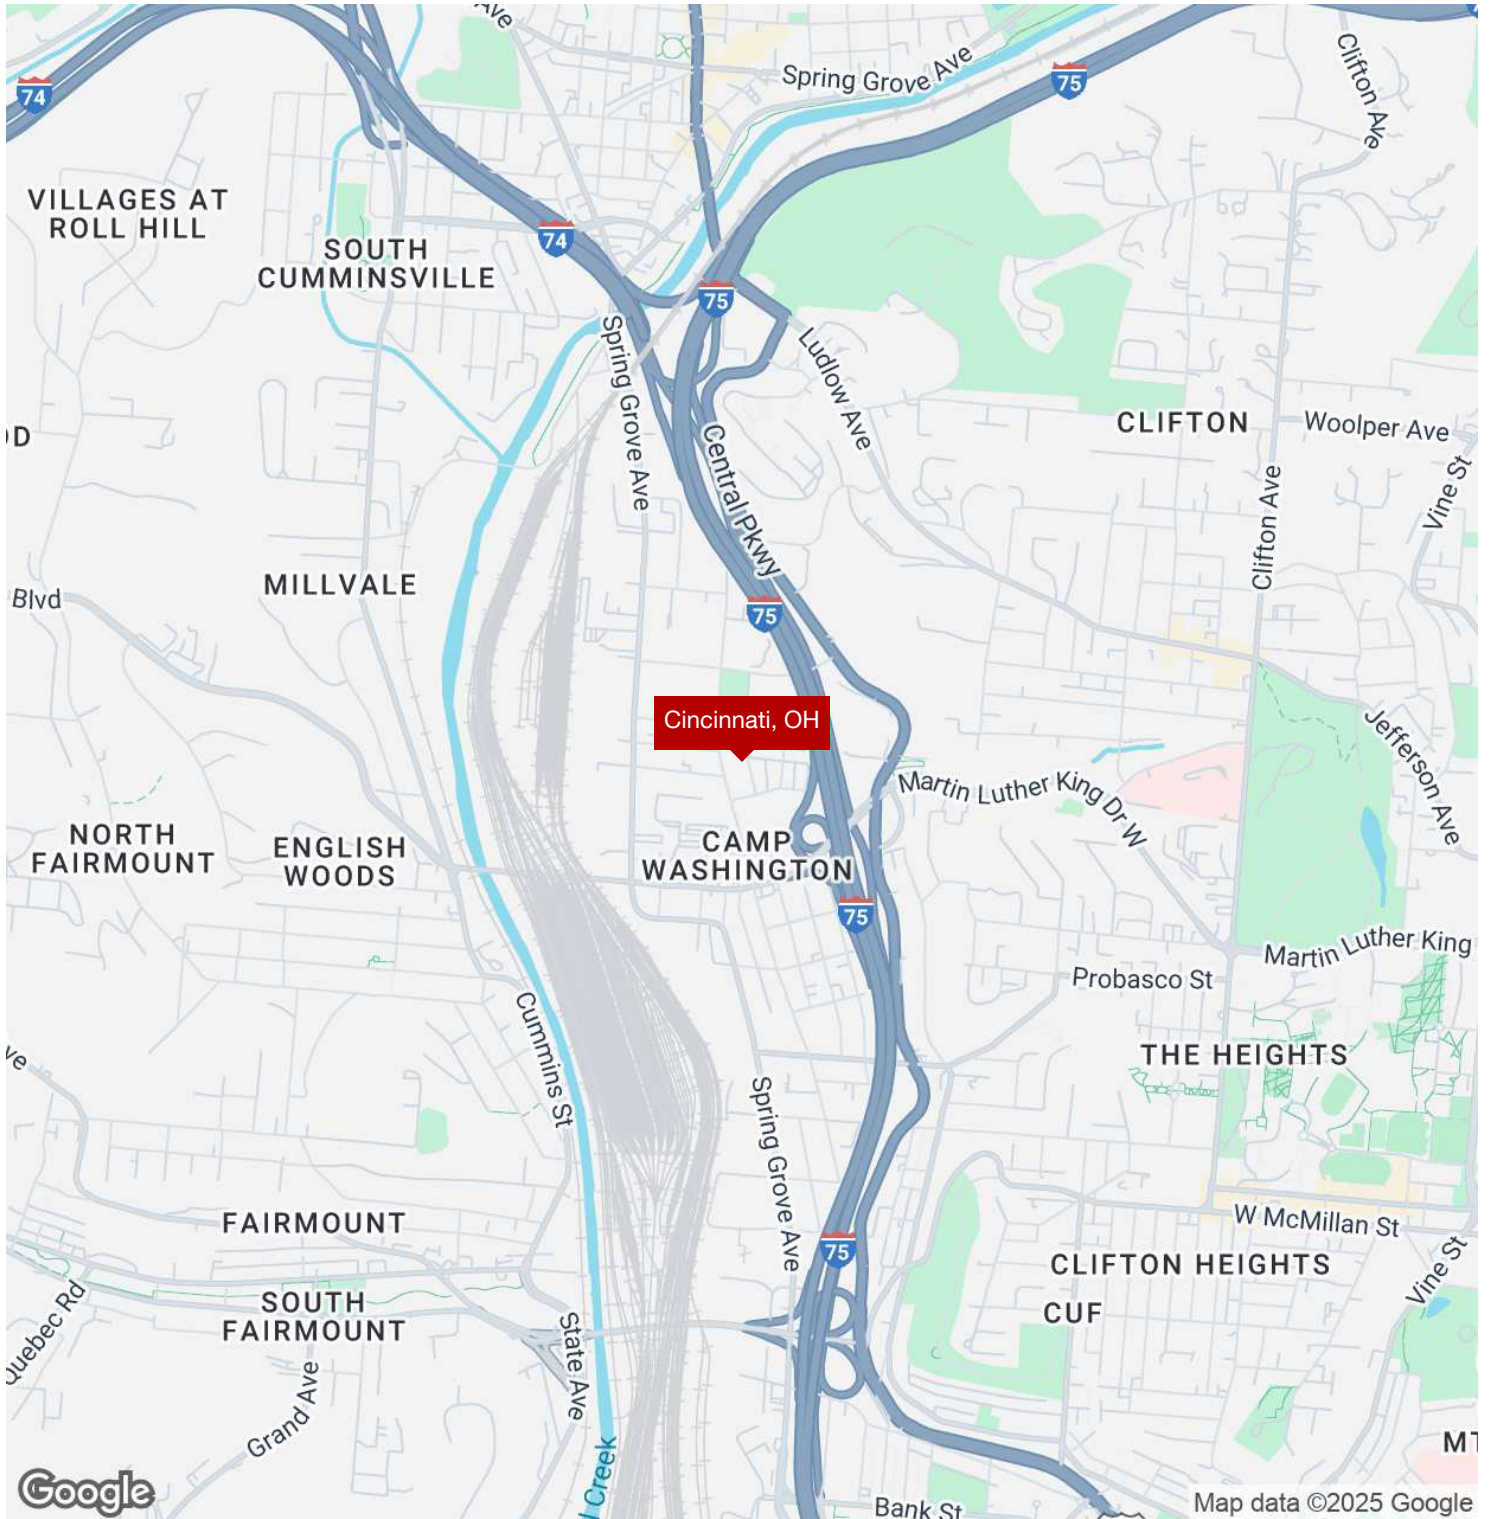 Ave
Spring Grove Ave
75
74
Clifton Ave
VILLAGES AT
ROLL HILL
SOUTH
CUMMINSVILLE
74
75
Spring Grove Ave
Ludlow Ave
CLIFTON
Woolper Ave
Central Pkwy
Clifton Ave
Vine St
MILLVALE
Blvd
75
Cincinnati, OH
Jefferson Ave
Martin Luther King Dr W
NORTH
FAIRMOUNT
ENGLISH
WOODS
CAMP
WASHINGTON
75
Martin Luther King
Probasco St
Cummins St
THE HEIGHTS
Spring Grove Ave
FAIRMOUNT
W McMillan St
75
CLIFTON HEIGHTS
Vine St
SOUTH
FAIRMOUNT
CUF
Quebec Rd
State Ave
Grand Ave
Creek
Google
Bank St
Map data ©2025 Google